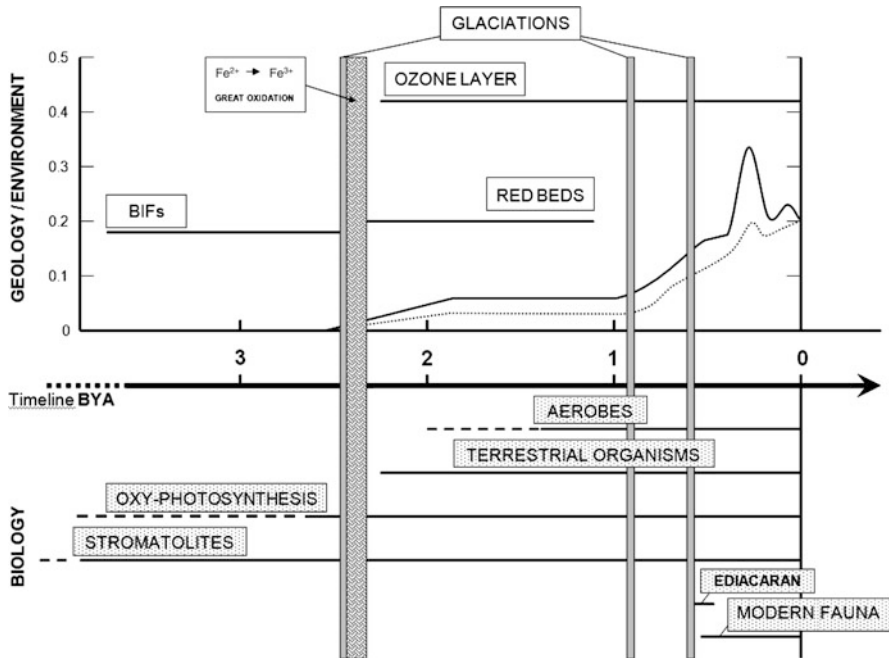 GLACIATIONS
Fe2+ → Fe3+
GREAT OXIDATION
OZONE LAYER
BIFs
RED BEDS
GEOLOGY / ENVIRONMENT
0.5
0.4
0.3
0.2
0.1
0
3 2 1 0
Timeline BYA
AEROBES
TERRESTRIAL ORGANISMS
OXY-PHOTOSYNTHESIS
STROMATOLITES
BIOLOGY
EDIACARAN
MODERN FAUNA